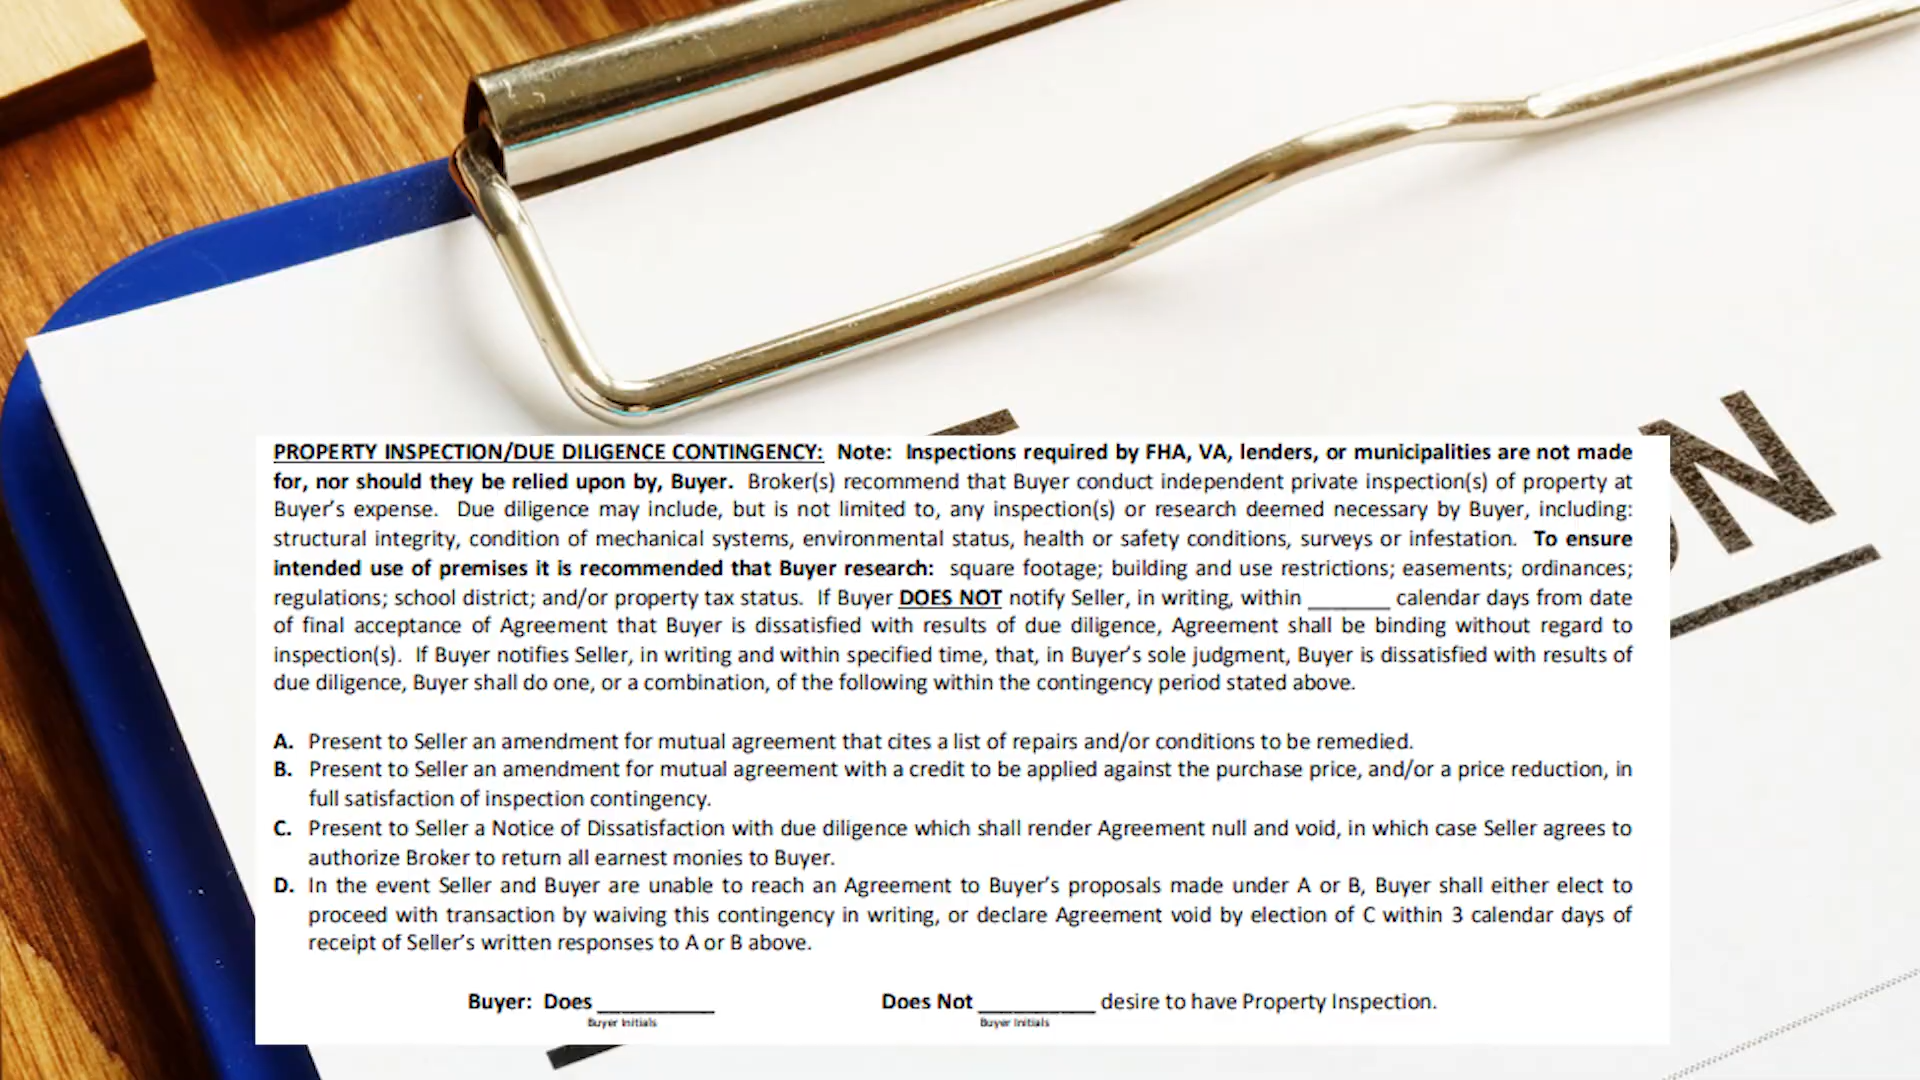 PROPERTY INSPECTION/DUE DILIGENCE CONTINGENCY: Note: Inspections required by FHA, VA, lenders, or municipalities are not made
for, nor should they be relied upon by, Buyer. Broker(s) recommend that Buyer conduct independent private inspection(s) of property at
Buyer's expense. Due diligence may include, but is not limited to, any inspection(s) or research deemed necessary by Buyer, including:
structural integrity, condition of mechanical systems, environmental status, health or safety conditions, surveys or infestation. To ensure
intended use of premises it is recommended that Buyer research: square footage; building and use restrictions; easements; ordinances;
regulations; school district; and/or property tax status. If Buyer DOES NOT notify Seller, in writing, within _______ calendar days from date
of final acceptance of Agreement that Buyer is dissatisfied with results of due diligence, Agreement shall be binding without regard to
inspection(s). If Buyer notifies Seller, in writing and within specified time, that, in Buyer's sole judgment, Buyer is dissatisfied with results of
due diligence, Buyer shall do one, or a combination, of the following within the contingency period stated above.
A. Present to Seller an amendment for mutual agreement that cites a list of repairs and/or conditions to be remedied.
B. Present to Seller an amendment for mutual agreement with a credit to be applied against the purchase price, and/or a price reduction, in
full satisfaction of inspection contingency.
C. Present to Seller a Notice of Dissatisfaction with due diligence which shall render Agreement null and void, in which case Seller agrees to
authorize Broker to return all earnest monies to Buyer.
D. In the event Seller and Buyer are unable to reach an Agreement to Buyer's proposals made under A or B, Buyer shall either elect to
proceed with transaction by waiving this contingency in writing, or declare Agreement void by election of C within 3 calendar days of
receipt of Seller's written responses to A or B above.
Buyer: Does __________ Does Not __________ desire to have Property Inspection.
Buyer Initials Buyer Initials